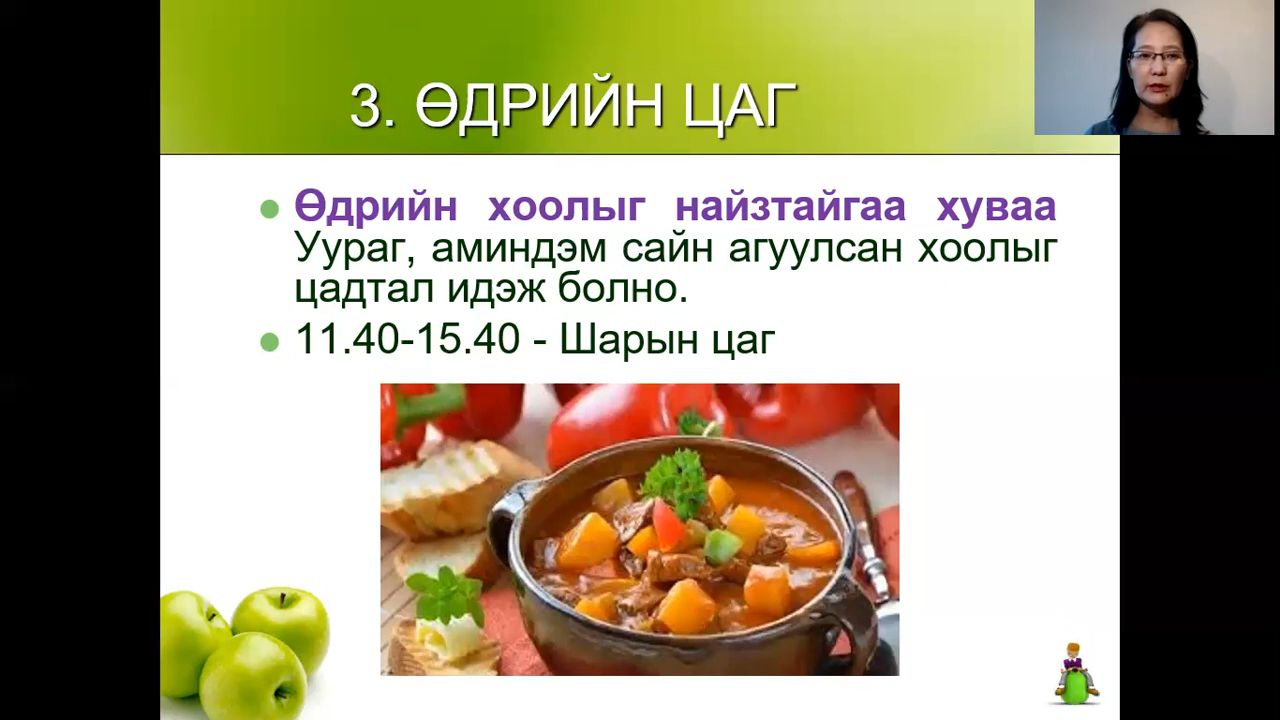 3. ӨДРИЙН ЦАГ
Өдрийн хоолыг найзтайгаа хуваа
Уураг, аминдэм сайн агуулсан хоолыг
цадтал идэж болно.
11.40-15.40 - Шарын цаг